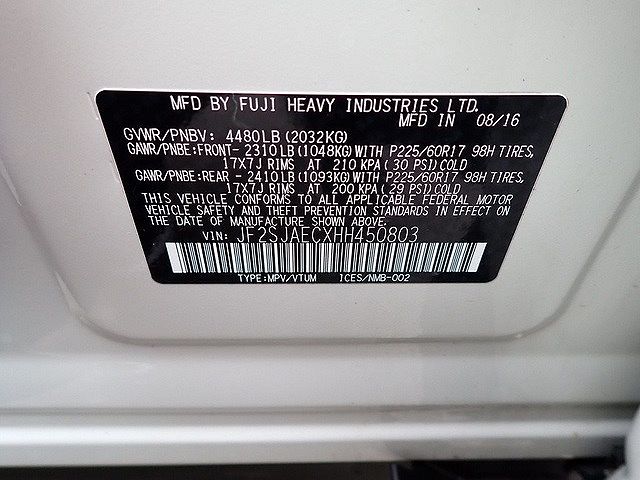 MFD BY FUJI HEAVY INDUSTRIES LTD.
MFD IN 08/16
GVWR/PNBV: 4480LB(2032KG)
GAWR/PNBE:FRONT- 2310LB(1048KG)WITH P225/60R17 98H TIRES,
17X7J RIMS AT 210 KPA( 30 PSI)COLD
GAWR/PNBE:REAR - 2410LB(1093KG)WITH P225/60R17 98H TIRES,
17X7J RIMS AT 200 KPA( 29 PSI)COLD
THIS VEHICLE CONFORMS TO ALL APPLICABLE FEDERAL MOTOR
VEHICLE SAFETY AND THEFT PREVENTION STANDARDS IN EFFECT ON
THE DATE OF MANUFACTURE SHOWN ABOVE.
VIN: JF2SJAECXHH450803
TYPE:MPV/VTUM ICES/NMB-002